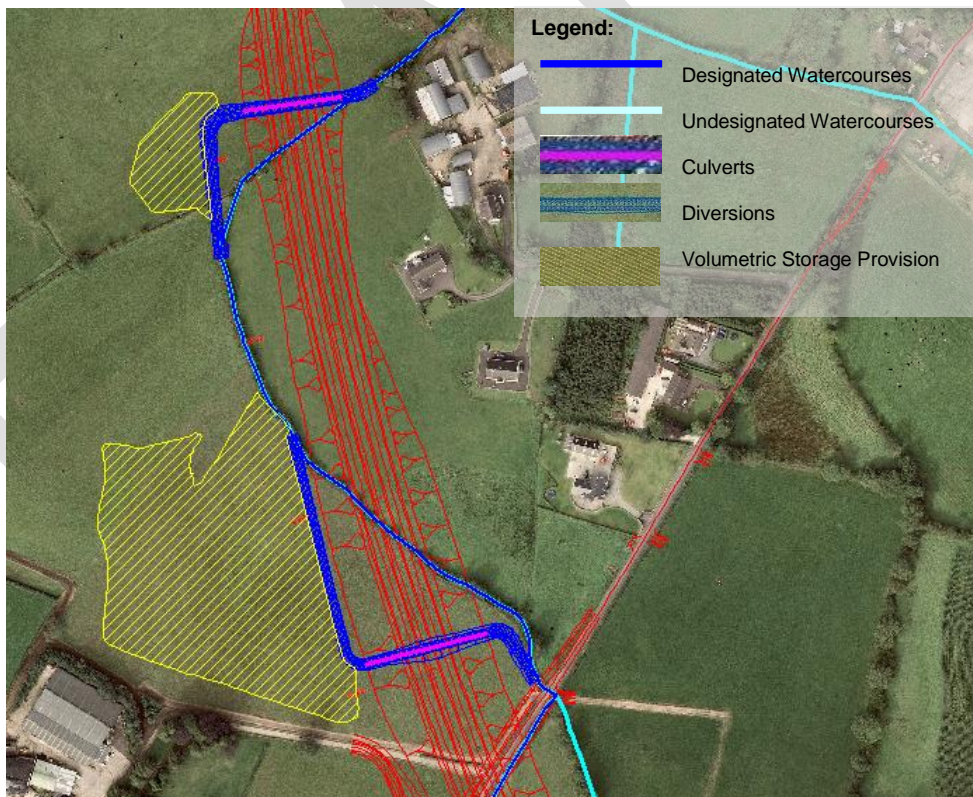 Legend:
Designated Watercourses
Undesignated Watercourses
Culverts
Diversions
Volumetric Storage Provision